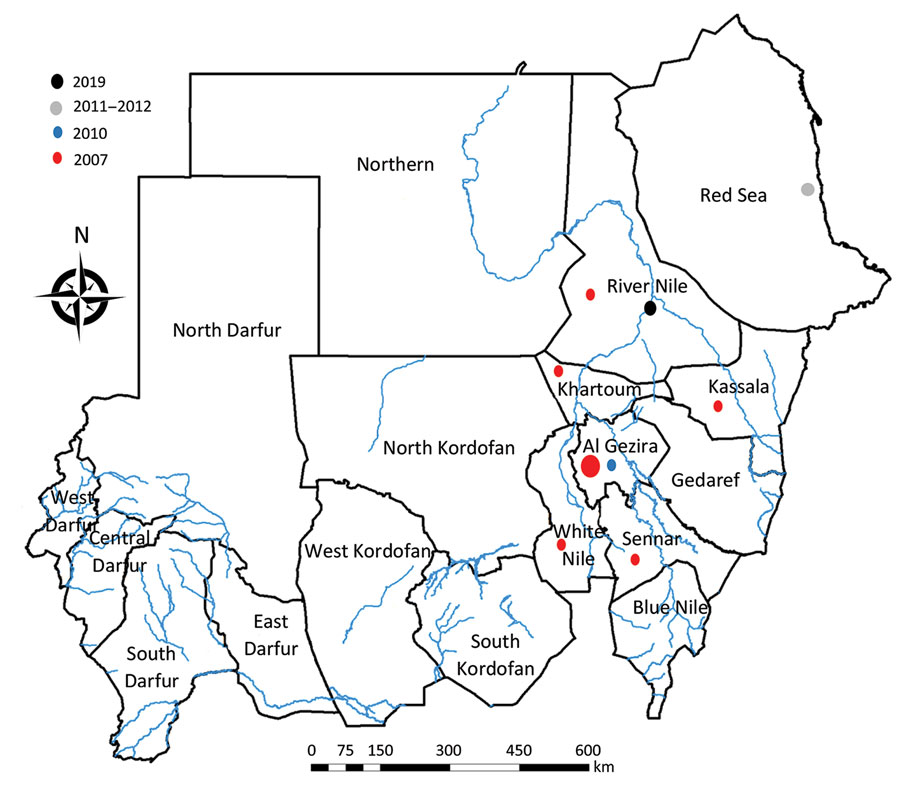 2019
2011–2012
2010
2007
N
Northern
Red Sea
River Nile
North Darfur
Khartoum
Kassala
North Kordofan
Al Gezira
Gedaref
West
Darfur
Central
Darfur
West Kordofan
White
Nile
Sennar
Blue Nile
East
Darfur
South
Kordofan
South
Darfur
0 75 150 300 450 600
km